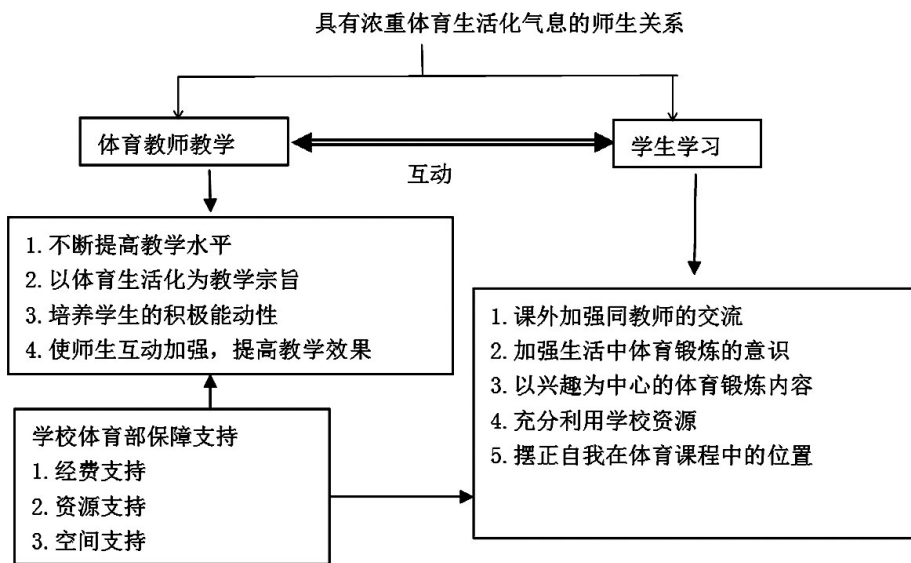 具有浓重体育生活化气息的师生关系
体育教师教学
学生学习
互动
1. 不断提高教学水平
2. 以体育生活化为教学宗旨
3. 培养学生的积极能动性
4. 使师生互动加强，提高教学效果
1. 课外加强同教师的交流
2. 加强生活中体育锻炼的意识
3. 以兴趣为中心的体育锻炼内容
4. 充分利用学校资源
5. 摆正自我在体育课程中的位置
学校体育部保障支持
1. 经费支持
2. 资源支持
3. 空间支持